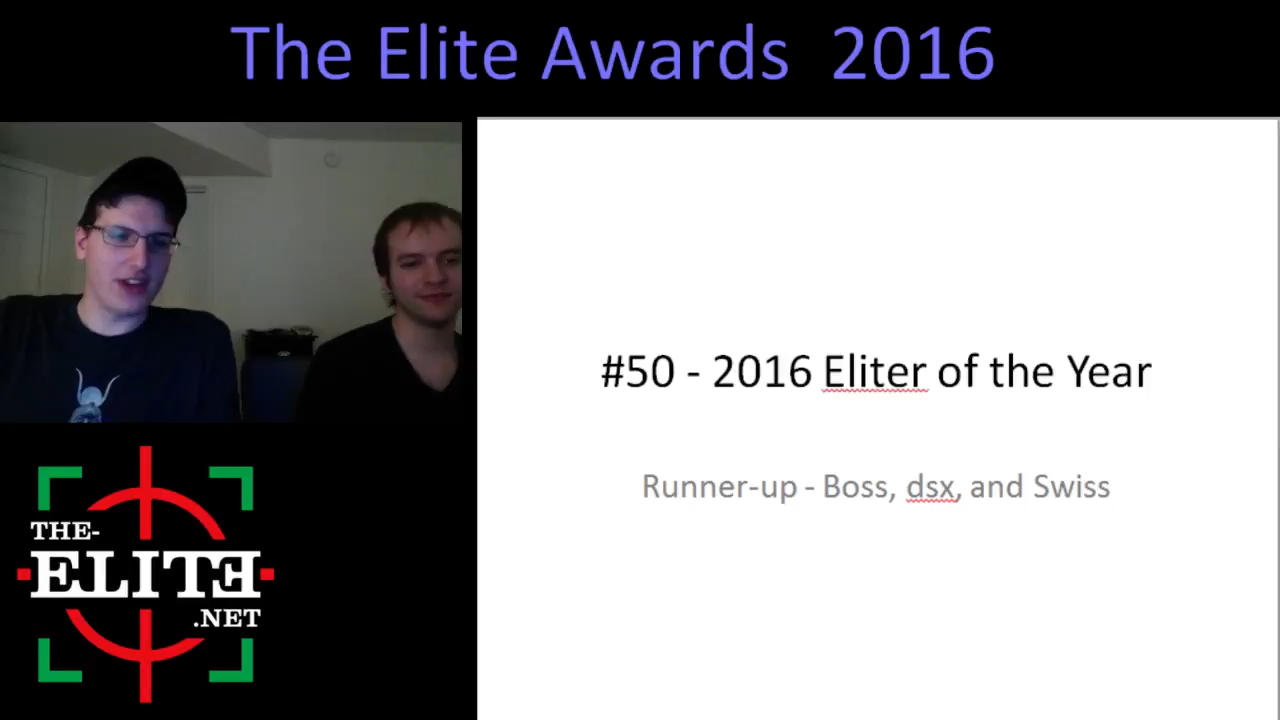 The Elite Awards 2016
#50 - 2016 Eliter of the Year
Runner-up - Boss, dsx, and Swiss
THE-
ELITE
.NET